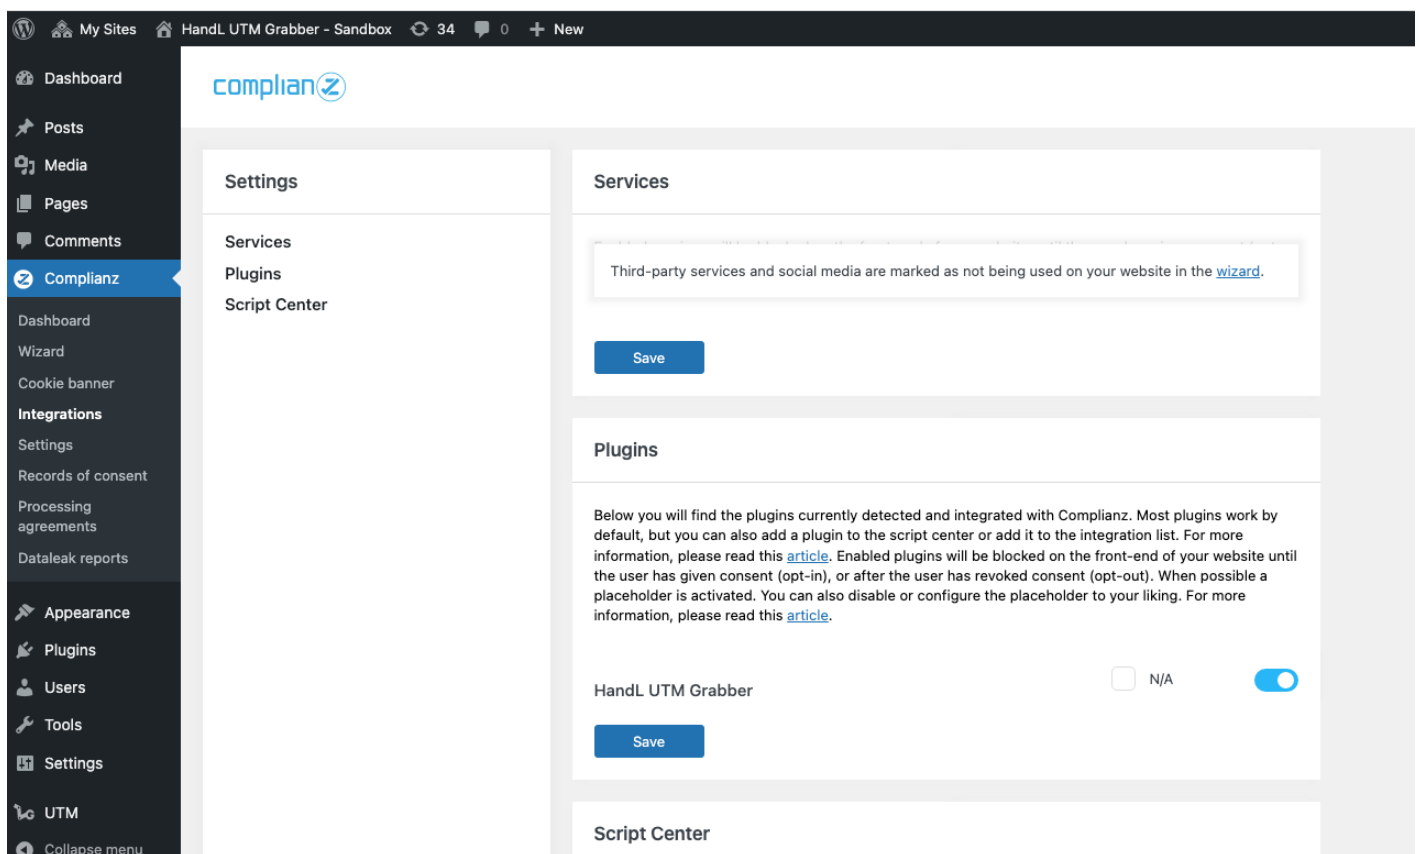 My Sites HandL UTM Grabber - Sandbox 34 0 New
Dashboard
Posts
Media
Pages
Comments
Complianz
Dashboard
Wizard
Cookie banner
Integrations
Settings
Records of consent
Processing
agreements
Dataleak reports
Appearance
Plugins
Users
Tools
Settings
UTM
Collapse menu
complianz
Settings
Services
Plugins
Script Center
Services
Third-party services and social media are marked as not being used on your website in the wizard.
Save
Plugins
Below you will find the plugins currently detected and integrated with Complianz. Most plugins work by
default, but you can also add a plugin to the script center or add it to the integration list. For more
information, please read this article. Enabled plugins will be blocked on the front-end of your website until
the user has given consent (opt-in), or after the user has revoked consent (opt-out). When possible a
placeholder is activated. You can also disable or configure the placeholder to your liking. For more
information, please read this article.
HandL UTM Grabber N/A
Save
Script Center